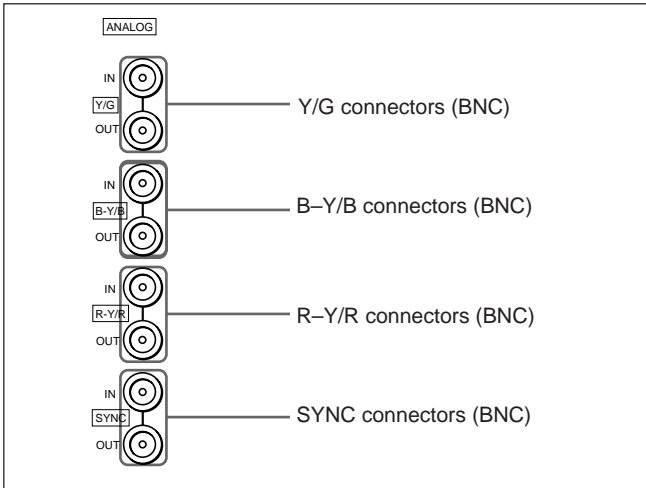 ANALOG
IN
Y/G
OUT
Y/G connectors (BNC)
IN
B-Y/B
OUT
B–Y/B connectors (BNC)
IN
R-Y/R
OUT
R–Y/R connectors (BNC)
IN
SYNC
OUT
SYNC connectors (BNC)